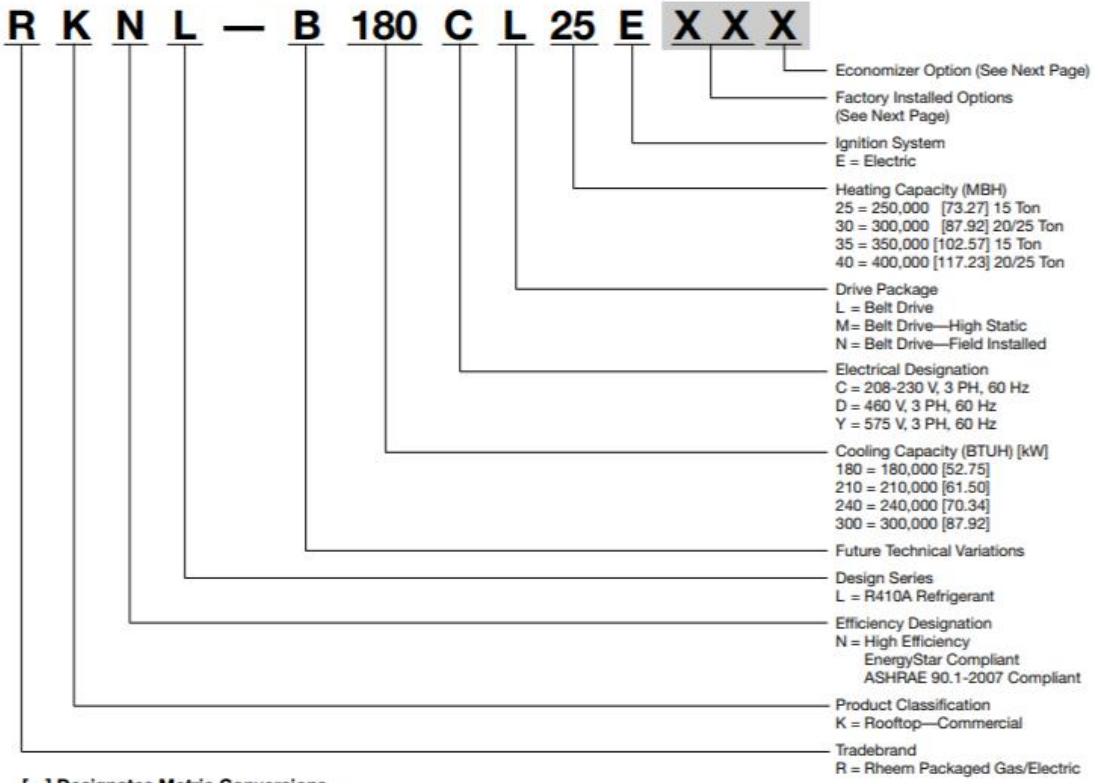 R K N L — B 180 C L 25 E X X X
Economizer Option (See Next Page)
Factory Installed Options
(See Next Page)
Ignition System
E = Electric
Heating Capacity (MBH)
25 = 250,000 [73.27] 15 Ton
30 = 300,000 [87.92] 20/25 Ton
35 = 350,000 [102.57] 15 Ton
40 = 400,000 [117.23] 20/25 Ton
Drive Package
L = Belt Drive
M= Belt Drive—High Static
N = Belt Drive—Field Installed
Electrical Designation
C = 208-230 V, 3 PH, 60 Hz
D = 460 V, 3 PH, 60 Hz
Y = 575 V, 3 PH, 60 Hz
Cooling Capacity (BTUH) [kW]
180 = 180,000 [52.75]
210 = 210,000 [61.50]
240 = 240,000 [70.34]
300 = 300,000 [87.92]
Future Technical Variations
Design Series
L = R410A Refrigerant
Efficiency Designation
N = High Efficiency
EnergyStar Compliant
ASHRAE 90.1-2007 Compliant
Product Classification
K = Rooftop—Commercial
Tradebrand
R = Rheem Packaged Gas/Electric
[ ] Designates Metric Conversions